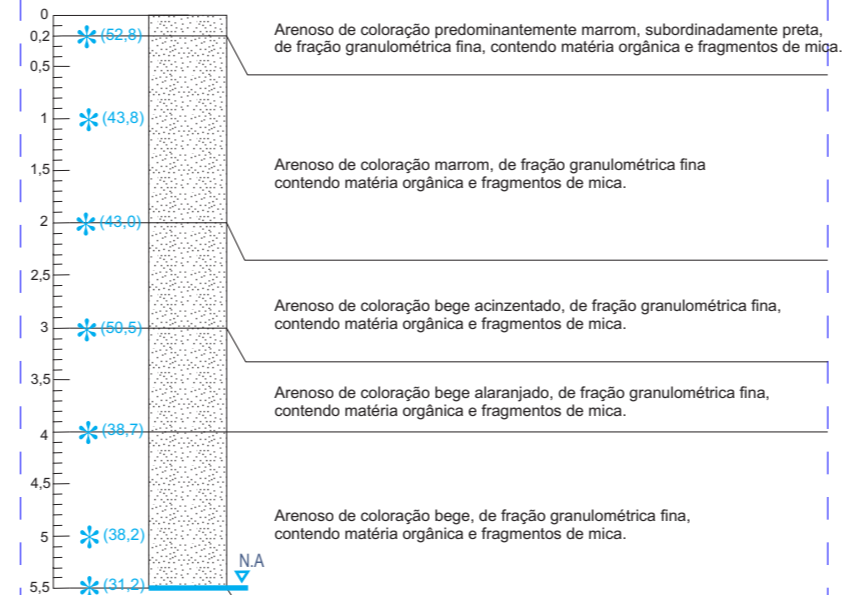 0
0,2 (52,8)
Arenoso de coloração predominantemente marrom, subordinadamente preta,
de fração granulométrica fina, contendo matéria orgânica e fragmentos de mica.
0,5
1 (43,8)
1,5
Arenoso de coloração marrom, de fração granulométrica fina
contendo matéria orgânica e fragmentos de mica.
2 (43,0)
2,5
Arenoso de coloração bege acinzentado, de fração granulométrica fina,
contendo matéria orgânica e fragmentos de mica.
3 (50,5)
3,5
Arenoso de coloração bege alaranjado, de fração granulométrica fina,
contendo matéria orgânica e fragmentos de mica.
4 (38,7)
4,5
Arenoso de coloração bege, de fração granulométrica fina,
contendo matéria orgânica e fragmentos de mica.
5 (38,2)
N.A
5,5 (31,2)